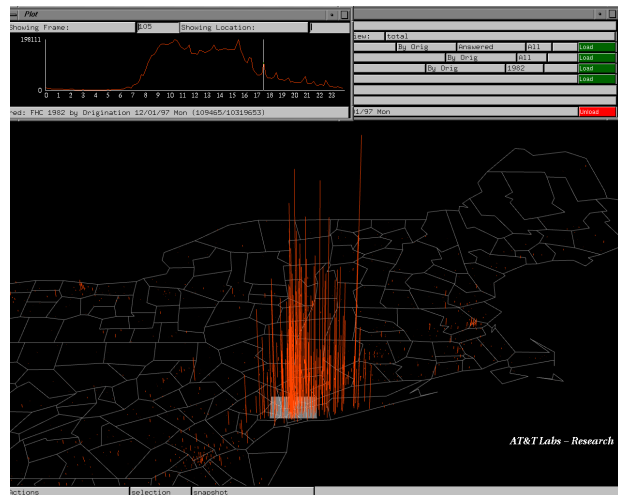 Plot
Showing Frame: 105 Showing Location:
198111
0
0 1 2 3 4 5 6 7 8 9 10 11 12 13 14 15 16 17 18 19 20 21 22 23
red: FHC 1982 by Origination 12/01/97 Mon (109465/10319653)
iew: total
By Orig Answered All Load
By Orig All Load
By Orig 1982 Load
Load
01/97 Mon Unload
AT&T Labs – Research
ctions selection snapshot